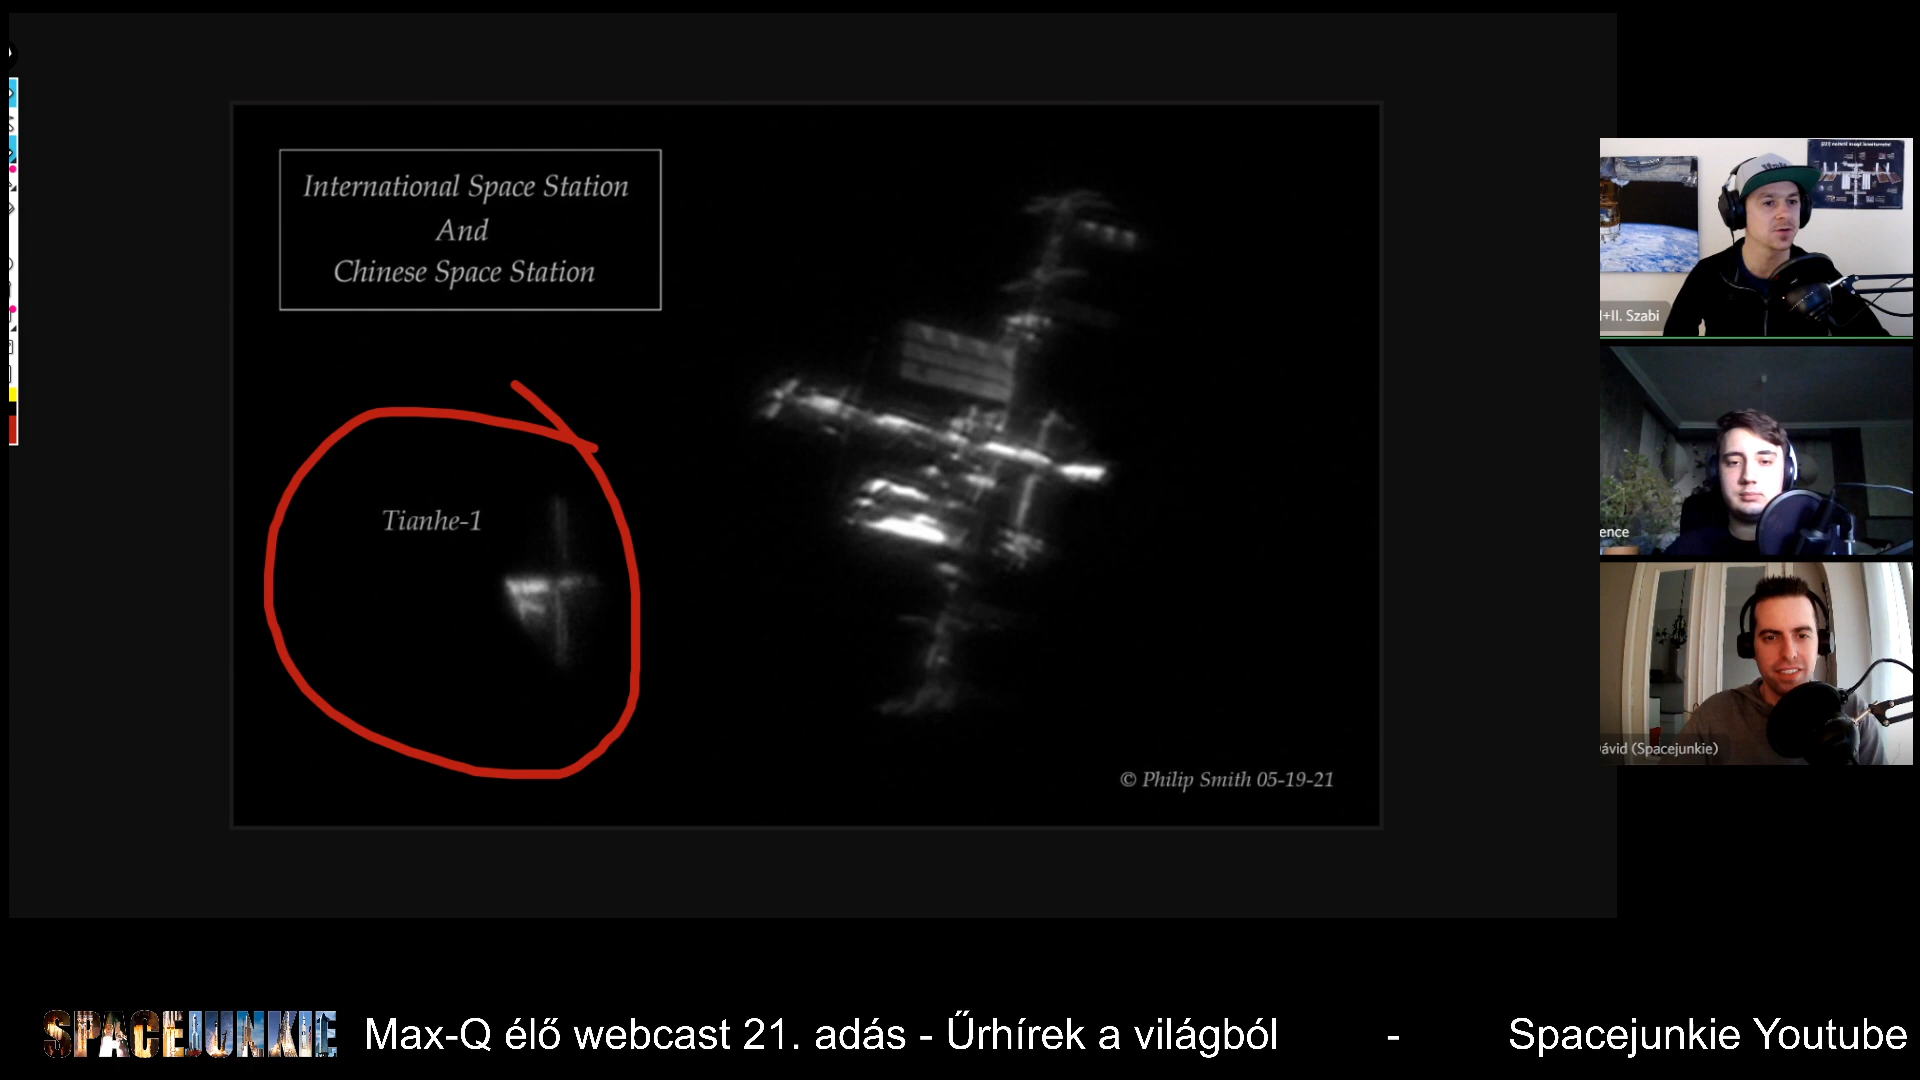 International Space Station
And
Chinese Space Station
Tianhe-1
© Philip Smith 05-19-21
I+II. Szabi
ence
ávid (Spacejunkie)
SPACEJUNKIE Max-Q élő webcast 21. adás - Űrhírek a világból - Spacejunkie Youtube